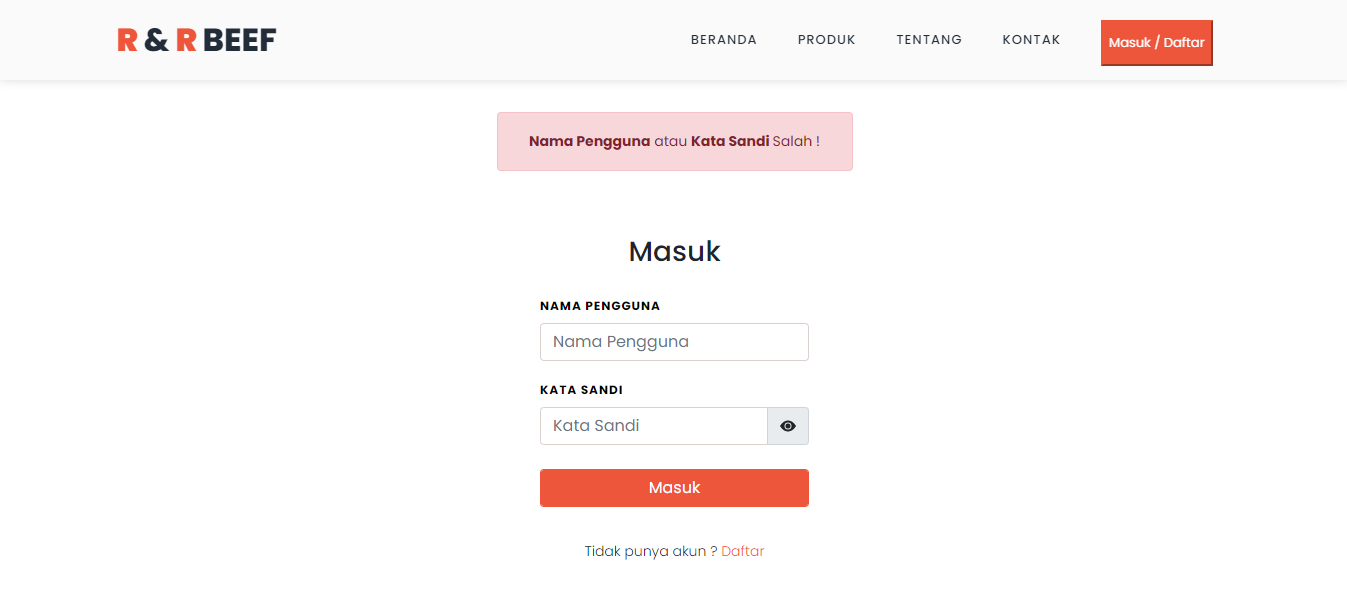 R & R BEEF
BERANDA PRODUK TENTANG KONTAK Masuk / Daftar
Nama Pengguna atau Kata Sandi Salah !
Masuk
NAMA PENGGUNA
Nama Pengguna
KATA SANDI
Kata Sandi
Masuk
Tidak punya akun ? Daftar